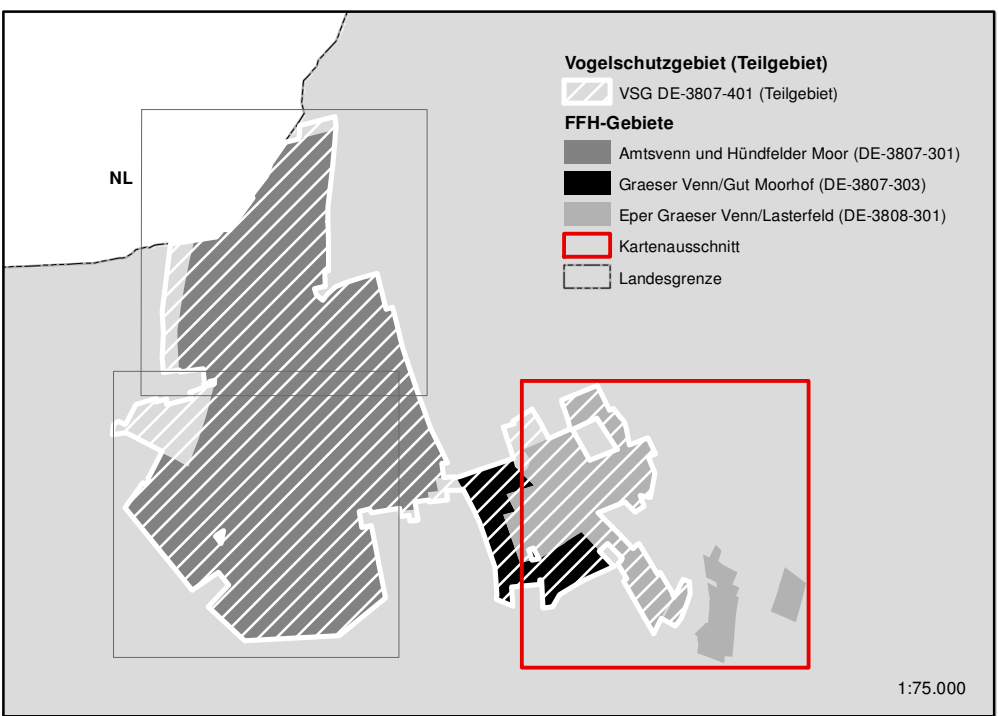 Vogelschutzgebiet (Teilgebiet)
VSG DE-3807-401 (Teilgebiet)
FFH-Gebiete
Amtsvenn und Hündfelder Moor (DE-3807-301)
Graeser Venn/Gut Moorhof (DE-3807-303)
Eper Graeser Venn/Lasterfeld (DE-3808-301)
Kartenausschnitt
Landesgrenze
NL
1:75.000